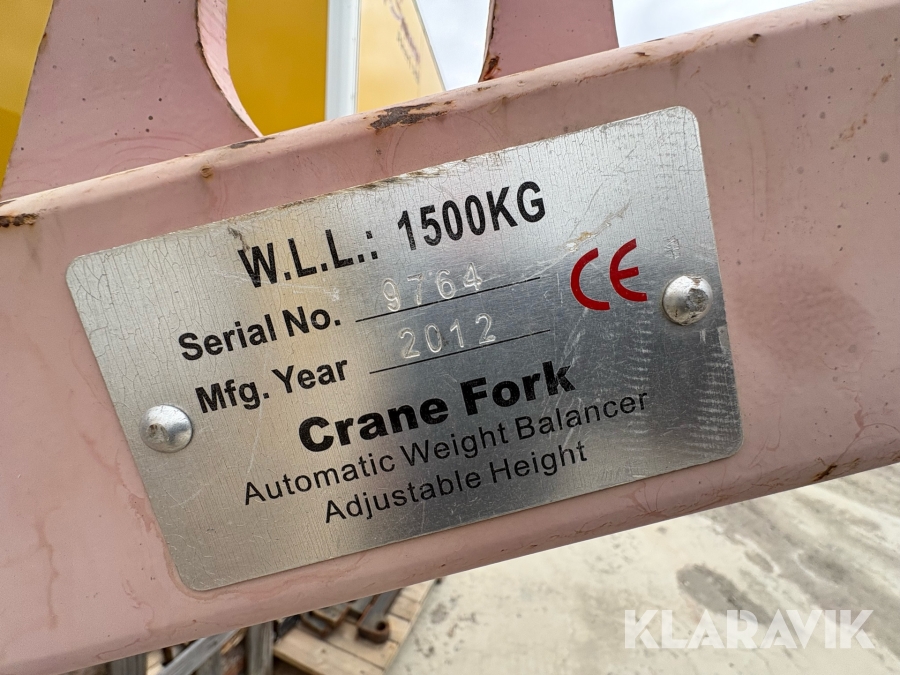 W.L.L.: 1500KG
Serial No. 9764
Mfg. Year 2012
CE
Crane Fork
Automatic Weight Balancer
Adjustable Height
KLARAVIK